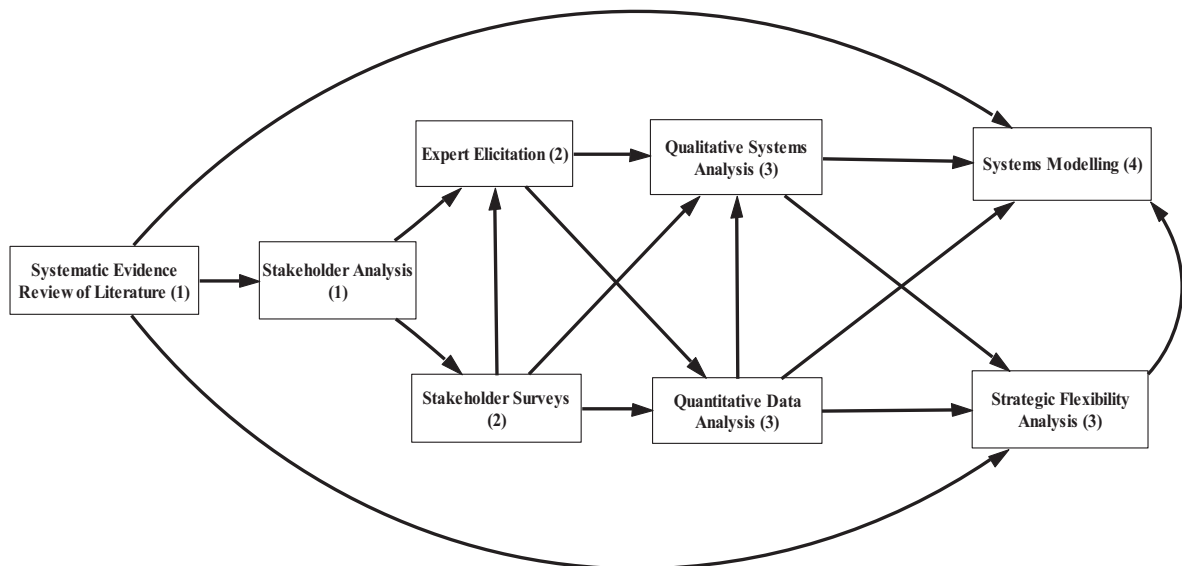 Systematic Evidence
Review of Literature (1)
Stakeholder Analysis
(1)
Expert Elicitation (2)
Stakeholder Surveys
(2)
Qualitative Systems
Analysis (3)
Quantitative Data
Analysis (3)
Systems Modelling (4)
Strategic Flexibility
Analysis (3)